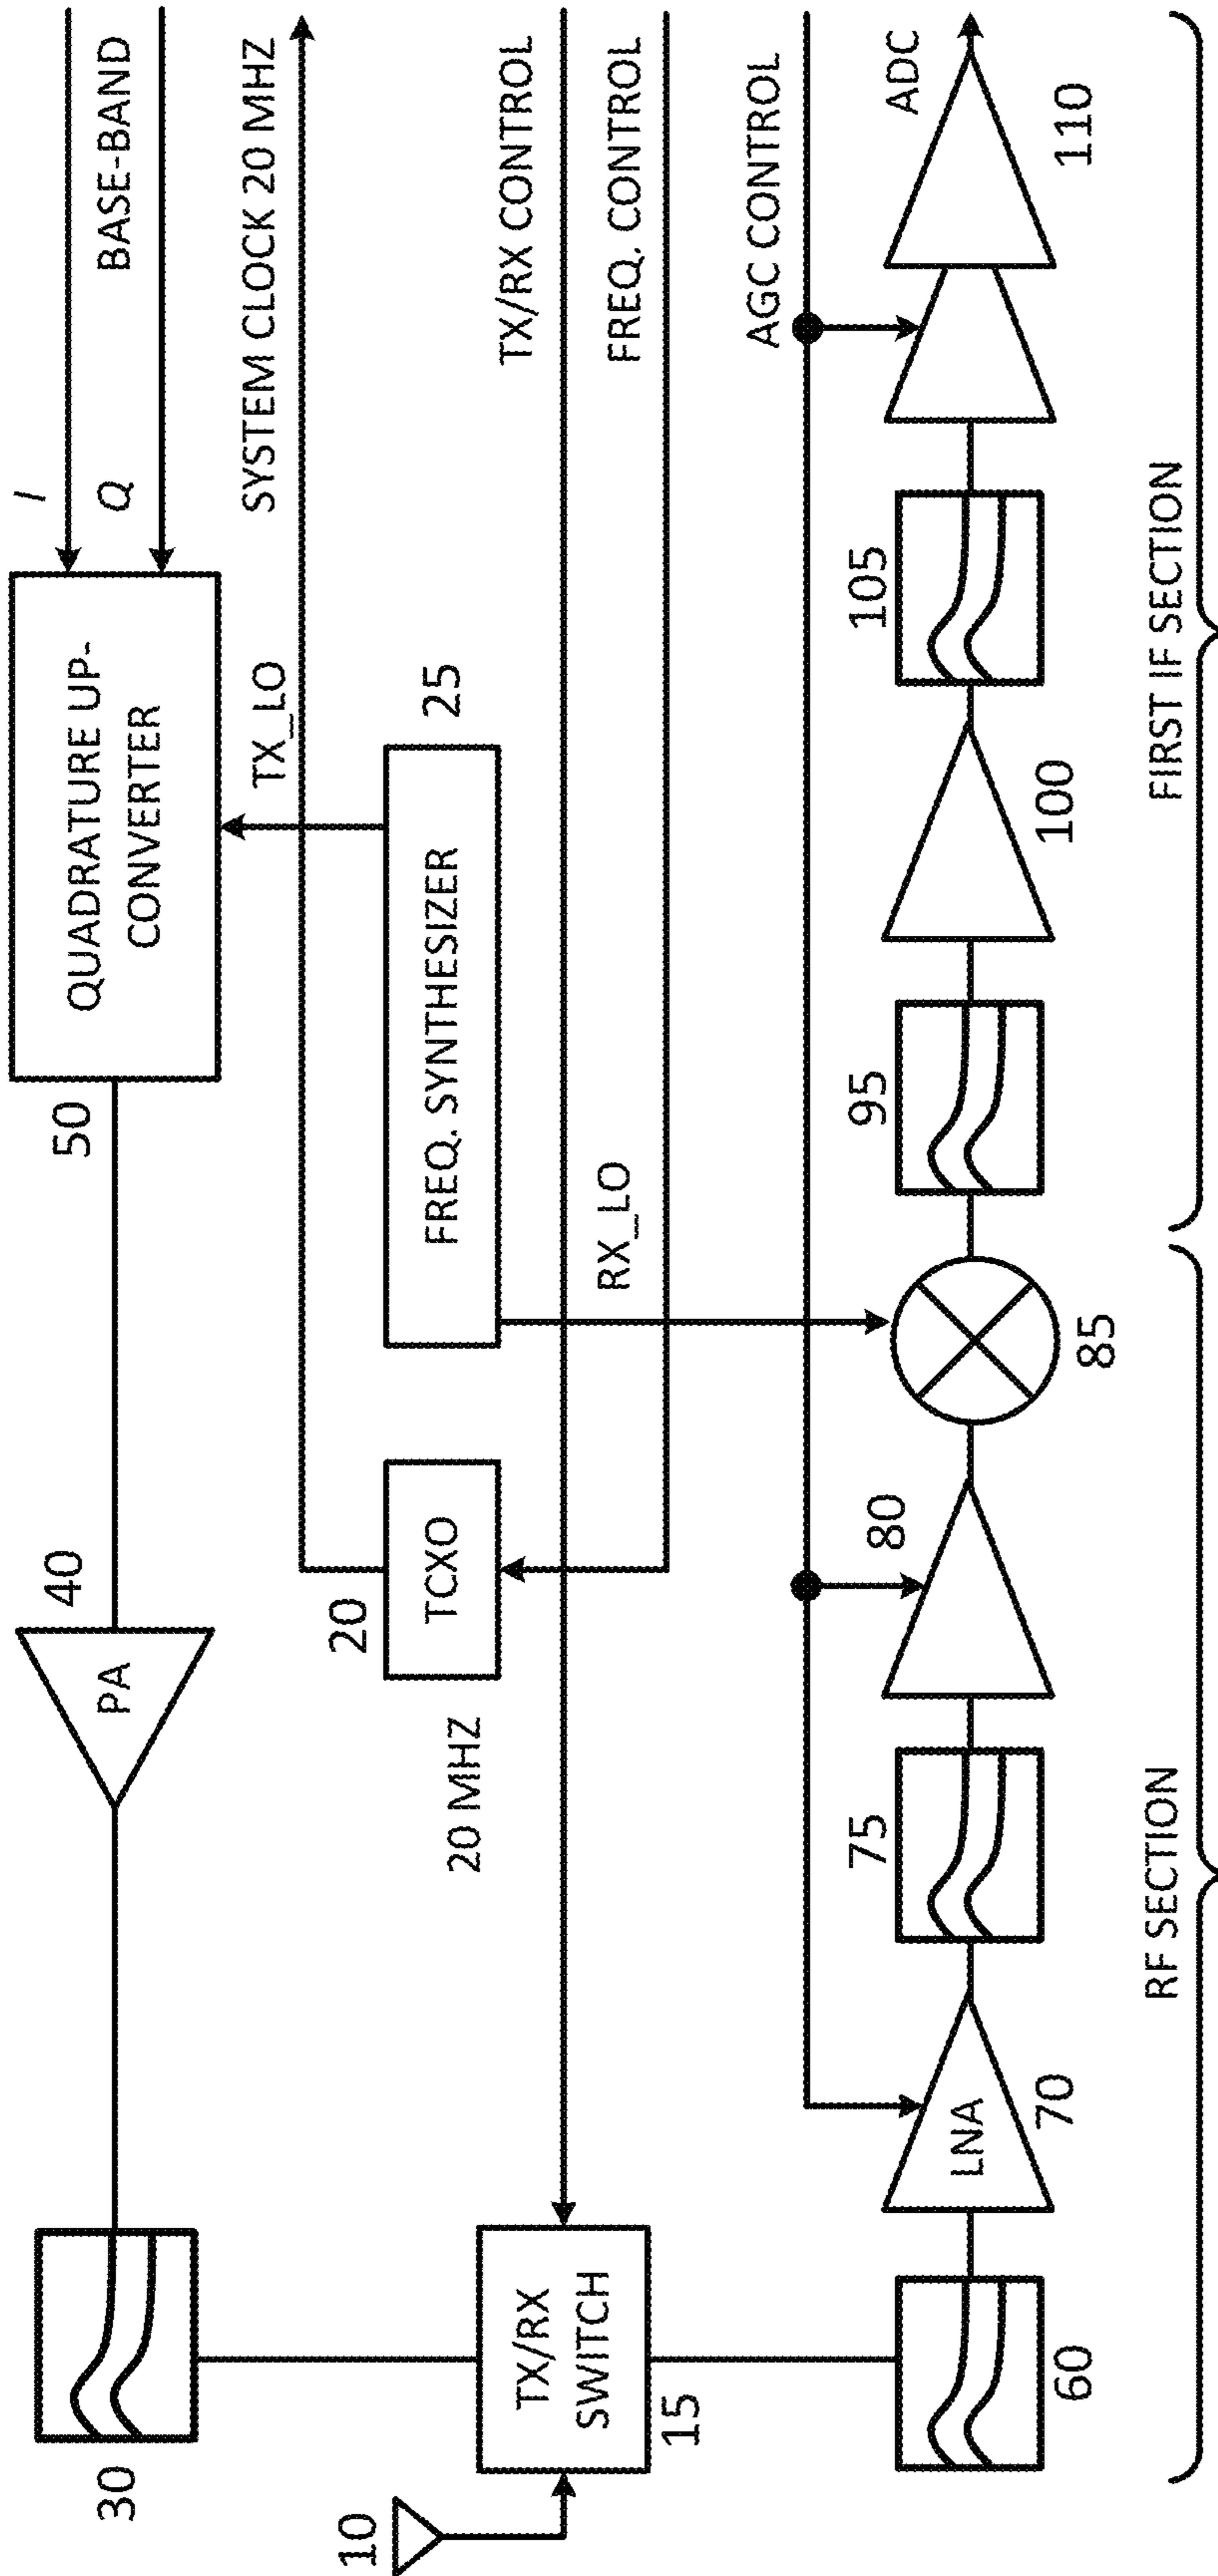 I
Q
BASE-BAND
QUADRATURE UP-
CONVERTER
50
40
PA
30
SYSTEM CLOCK 20 MHZ
TX_LO
25
FREQ. SYNTHESIZER
20
TCXO
20 MHZ
TX/RX CONTROL
FREQ. CONTROL
RX_LO
10
TX/RX
SWITCH
15
AGC CONTROL
60
LNA
70
75
80
85
95
100
105
110
ADC
RF SECTION
FIRST IF SECTION